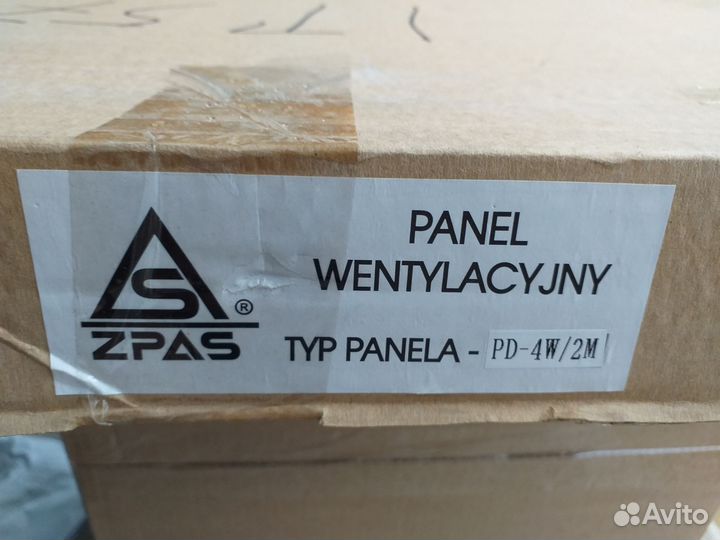 PANEL
WENTYLACYJNY
S ®
ZPAS
TYP PANELA - PD-4W/2M
Avito